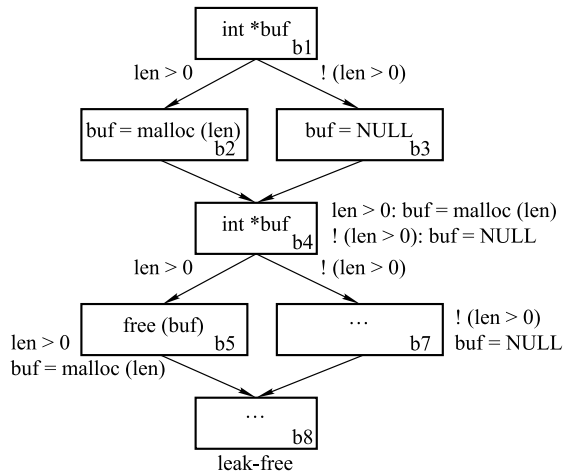 int *buf
b1
len > 0
! (len > 0)
buf = malloc (len)
b2
buf = NULL
b3
int *buf
b4
len > 0: buf = malloc (len)
! (len > 0): buf = NULL
len > 0
! (len > 0)
free (buf)
b5
len > 0
buf = malloc (len)
...
b7
! (len > 0)
buf = NULL
...
b8
leak-free